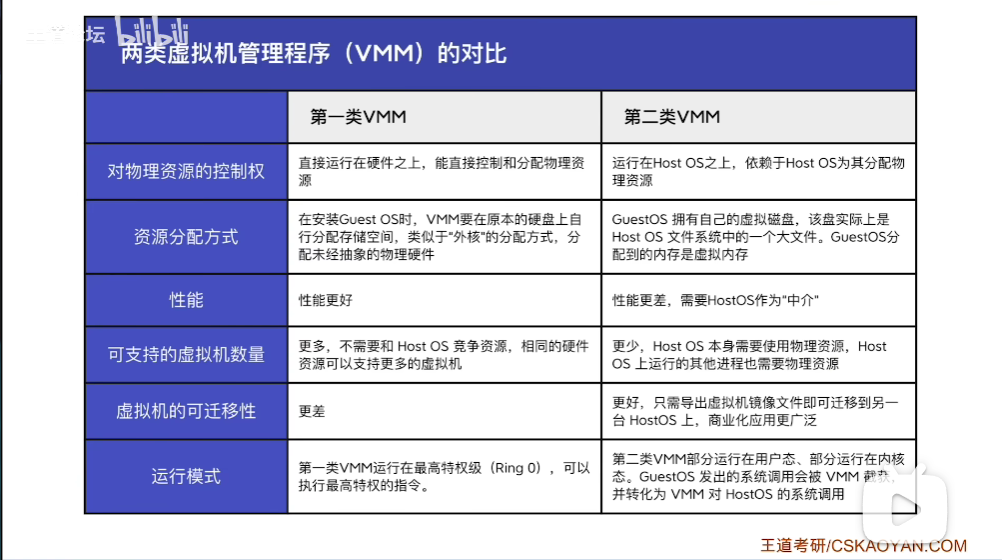 王道论坛 bilibili
两类虚拟机管理程序（VMM）的对比
第一类VMM
第二类VMM
对物理资源的控制权
直接运行在硬件之上，能直接控制和分配物理资
源
运行在Host OS之上，依赖于Host OS为其分配物
理资源
资源分配方式
在安装Guest OS时，VMM要在原本的硬盘上自
行分配存储空间，类似于"外核"的分配方式，分
配未经抽象的物理硬件
GuestOS 拥有自己的虚拟磁盘，该盘实际上是
Host OS 文件系统中的一个大文件。GuestOS分
配到的内存是虚拟内存
性能
性能更好
性能更差，需要HostOS作为"中介"
可支持的虚拟机数量
更多，不需要和 Host OS 竞争资源，相同的硬件
资源可以支持更多的虚拟机
更少，Host OS 本身需要使用物理资源，Host
OS 上运行的其他进程也需要物理资源
虚拟机的可迁移性
更差
更好，只需导出虚拟机镜像文件即可迁移到另一
台 HostOS 上，商业化应用更广泛
运行模式
第一类VMM运行在最高特权级（Ring 0），可以
执行最高特权的指令。
第二类VMM部分运行在用户态、部分运行在内核
态。GuestOS 发出的系统调用会被 VMM 截获，
并转化为 VMM 对 HostOS 的系统调用
王道考研/CSKAOYAN.COM